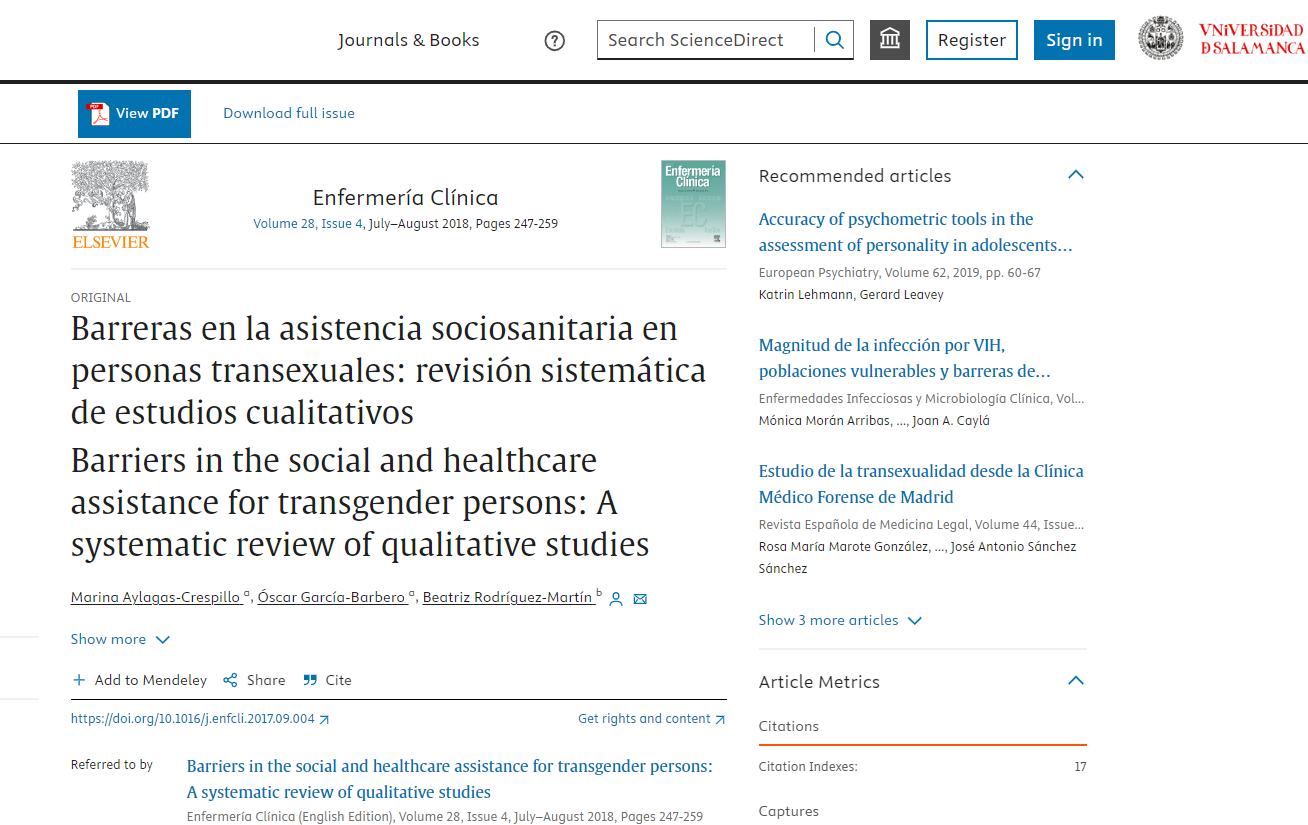 Journals & Books
?
Search ScienceDirect
Register
Sign in
VNiVERSiDAD
D SALAMANCA
View PDF
Download full issue
ELSEVIER
Enfermería Clínica
Volume 28, Issue 4, July–August 2018, Pages 247-259
Enfermería
Clínica
EC
Recommended articles
Accuracy of psychometric tools in the
assessment of personality in adolescents…
European Psychiatry, Volume 62, 2019, pp. 60-67
Katrin Lehmann, Gerard Leavey
Magnitud de la infección por VIH,
poblaciones vulnerables y barreras de…
Enfermedades Infecciosas y Microbiología Clínica, Vol...
Mónica Morán Arribas, …, Joan A. Caylá
Estudio de la transexualidad desde la Clínica
Médico Forense de Madrid
Revista Española de Medicina Legal, Volume 44, Issue...
Rosa María Marote González, …, José Antonio Sánchez
Sánchez
Show 3 more articles
Article Metrics
Citations
Citation Indexes: 17
Captures
ORIGINAL
Barreras en la asistencia sociosanitaria en
personas transexuales: revisión sistemática
de estudios cualitativos
Barriers in the social and healthcare
assistance for transgender persons: A
systematic review of qualitative studies
Marina Aylagas-Crespillo a, Óscar García-Barbero a, Beatriz Rodríguez-Martín b
Show more
Add to Mendeley Share Cite
https://doi.org/10.1016/j.enfcli.2017.09.004 Get rights and content
Referred to by
Barriers in the social and healthcare assistance for transgender persons:
A systematic review of qualitative studies
Enfermería Clínica (English Edition), Volume 28, Issue 4, July–August 2018, Pages 247-259